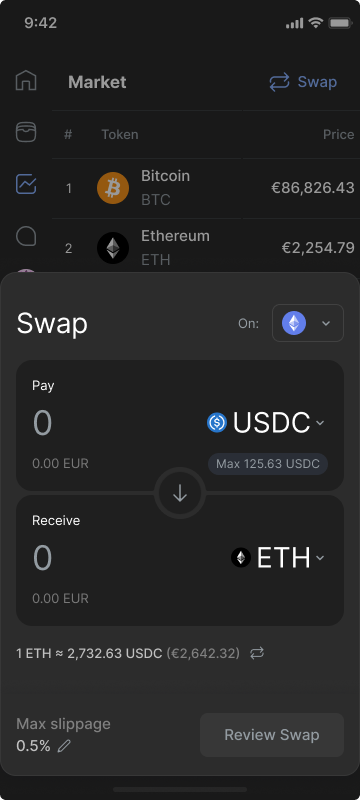 9:42
Market
Swap
# Token Price
1 Bitcoin BTC €86,826.43
2 Ethereum ETH €2,254.79
Swap
On:
Pay
0 USDC
0.00 EUR Max 125.63 USDC
Receive
0 ETH
0.00 EUR
1 ETH ≈ 2,732.63 USDC (€2,642.32)
Max slippage
0.5%
Review Swap